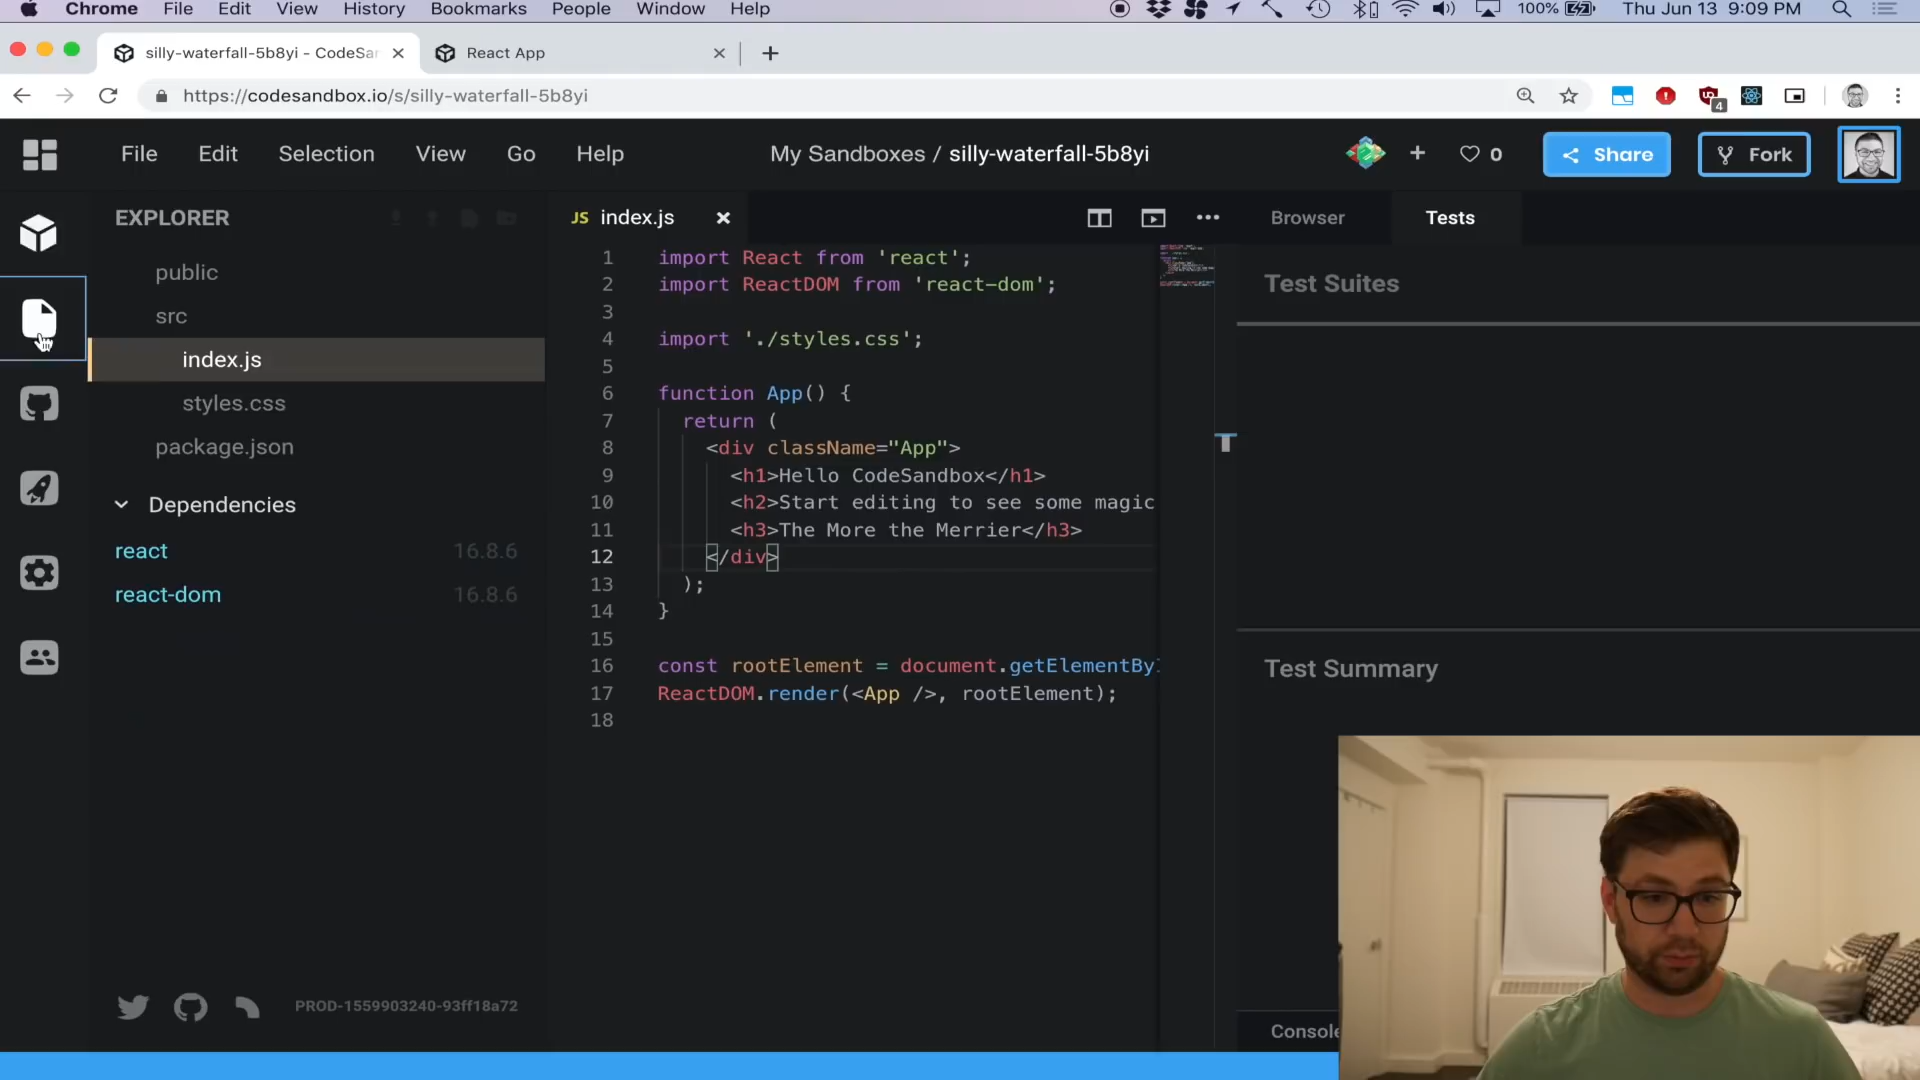 Chrome File Edit View History Bookmarks People Window Help 100% Thu Jun 13 9:09 PM
silly-waterfall-5b8yi - CodeSa
React App
https://codesandbox.io/s/silly-waterfall-5b8yi
4
File Edit Selection View Go Help
My Sandboxes / silly-waterfall-5b8yi
0
Share
Fork
EXPLORER
public
src
index.js
styles.css
package.json
Dependencies
react 16.8.6
react-dom 16.8.6
PROD-1559903240-93ff18a72
JS index.js
1 import React from 'react';
2 import ReactDOM from 'react-dom';
3
4 import './styles.css';
5
6 function App() {
7 return (
8 <div className="App">
9 <h1>Hello CodeSandbox</h1>
10 <h2>Start editing to see some magic
11 <h3>The More the Merrier</h3>
12 </div>
13 );
14 }
15
16 const rootElement = document.getElementBy
17 ReactDOM.render(<App />, rootElement);
18
Browser
Tests
Test Suites
Test Summary
Console